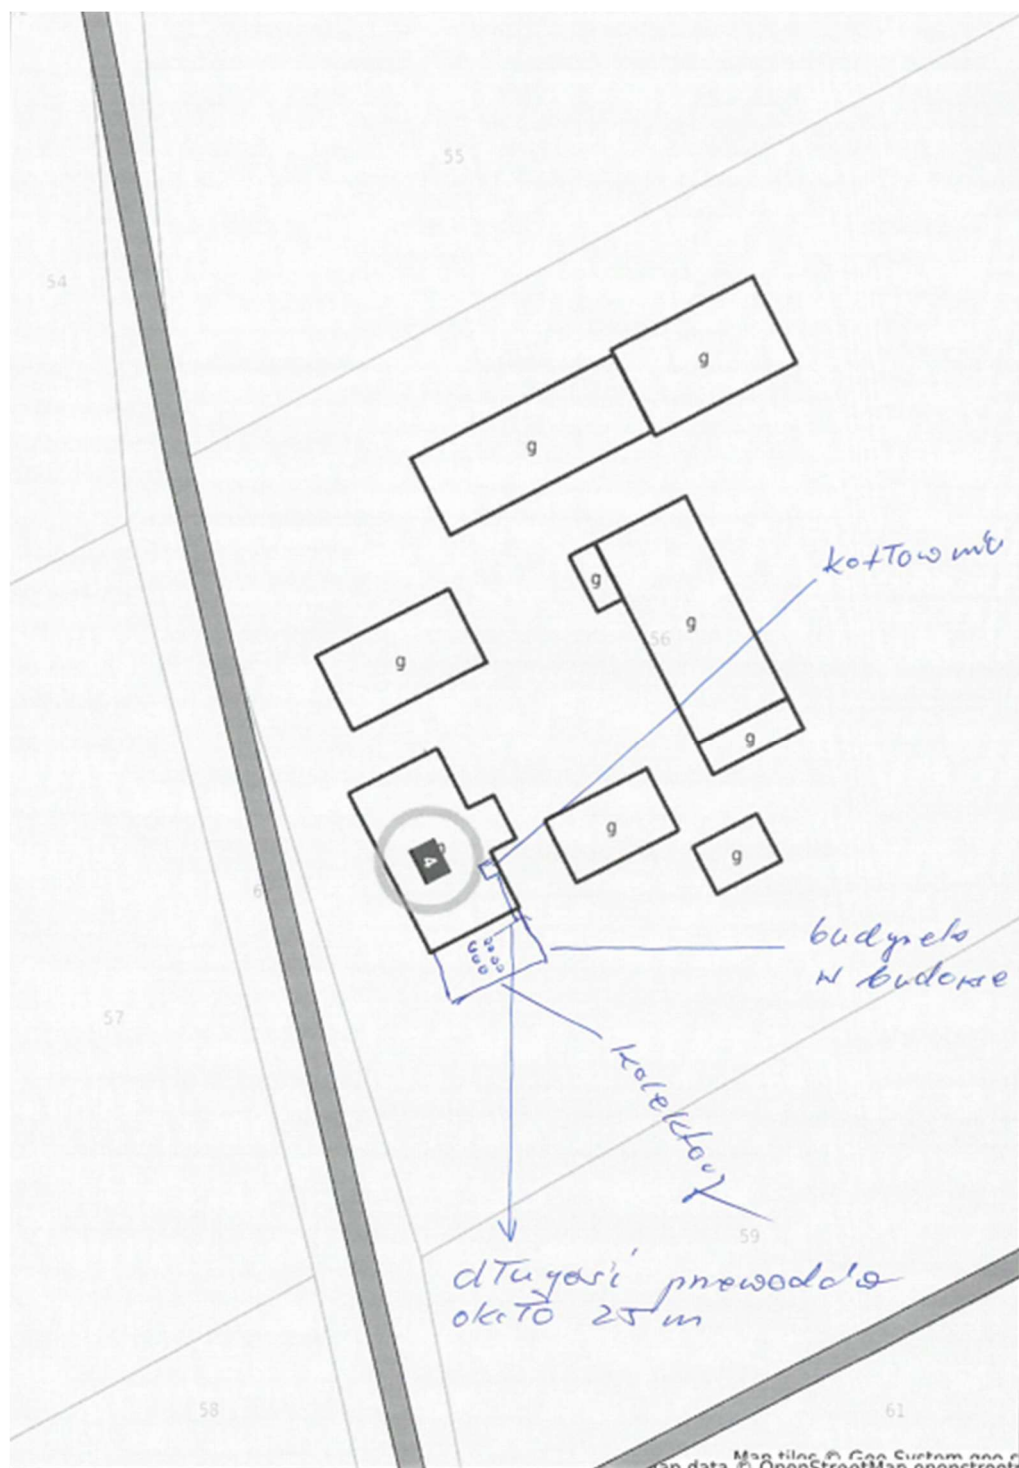 55
54
g
g
kotłownia
g
g
56
g
g
g
g
4
6
budynek
w budowie
57
kolektory
59
długość przewodów
około 25 m
58
61
Map tiles © Geo-System
data © OpenStreetMap